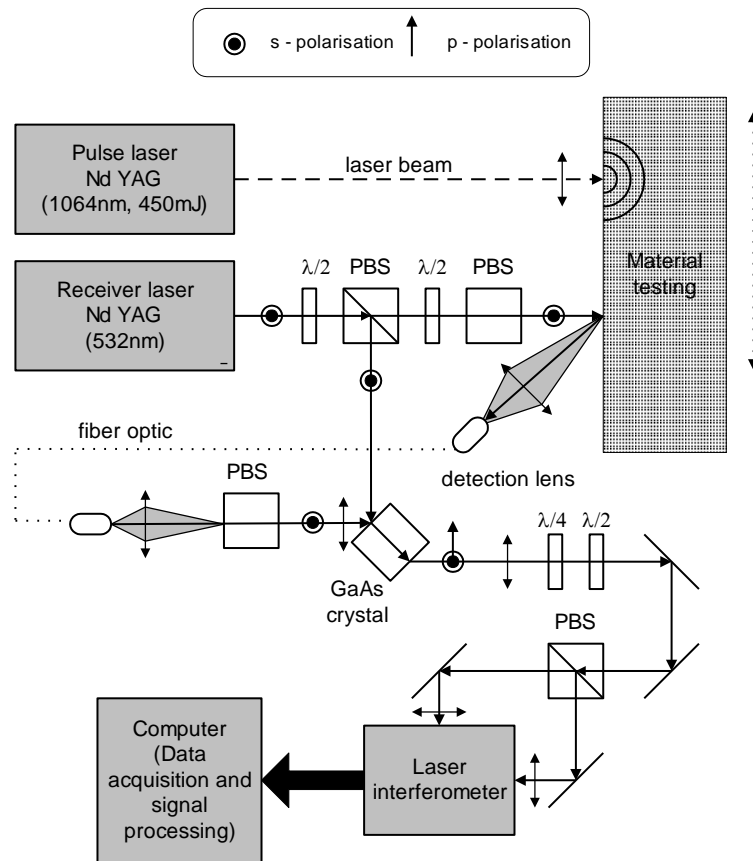 s - polarisation
p - polarisation
Pulse laser
Nd YAG
(1064nm, 450mJ)
laser beam
Material
testing
Receiver laser
Nd YAG
(532nm)
λ/2
PBS
λ/2
PBS
fiber optic
detection lens
PBS
GaAs
crystal
λ/4
λ/2
PBS
Computer
(Data
acquisition and
signal
processing)
Laser
interferometer